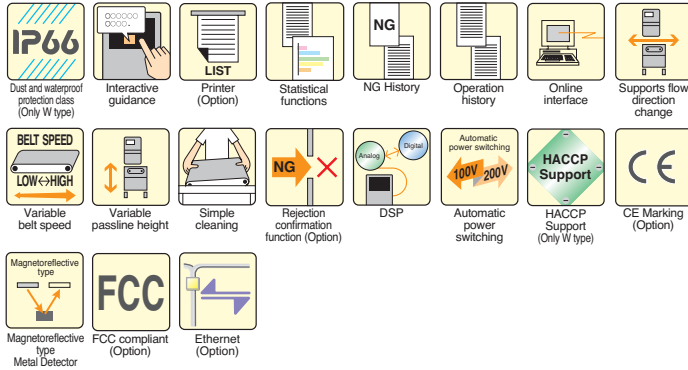 IP66
Dust and waterproof
protection class
(Only W type)
Interactive
guidance
LIST
Printer
(Option)
Statistical
functions
NG
NG History
Operation
history
Online
interface
Supports flow
direction
change
BELT SPEED
LOW↔HIGH
Variable
belt speed
Variable
passline height
Simple
cleaning
NG
Rejection
confirmation
function (Option)
Analog
Digital
DSP
Automatic
power switching
100V
200V
Automatic
power
switching
HACCP
Support
HACCP
Support
(Only W type)
CE
CE Marking
(Option)
Magnetoreflective
type
Magnetoreflective
type
Metal Detector
FCC
FCC compliant
(Option)
Ethernet
(Option)